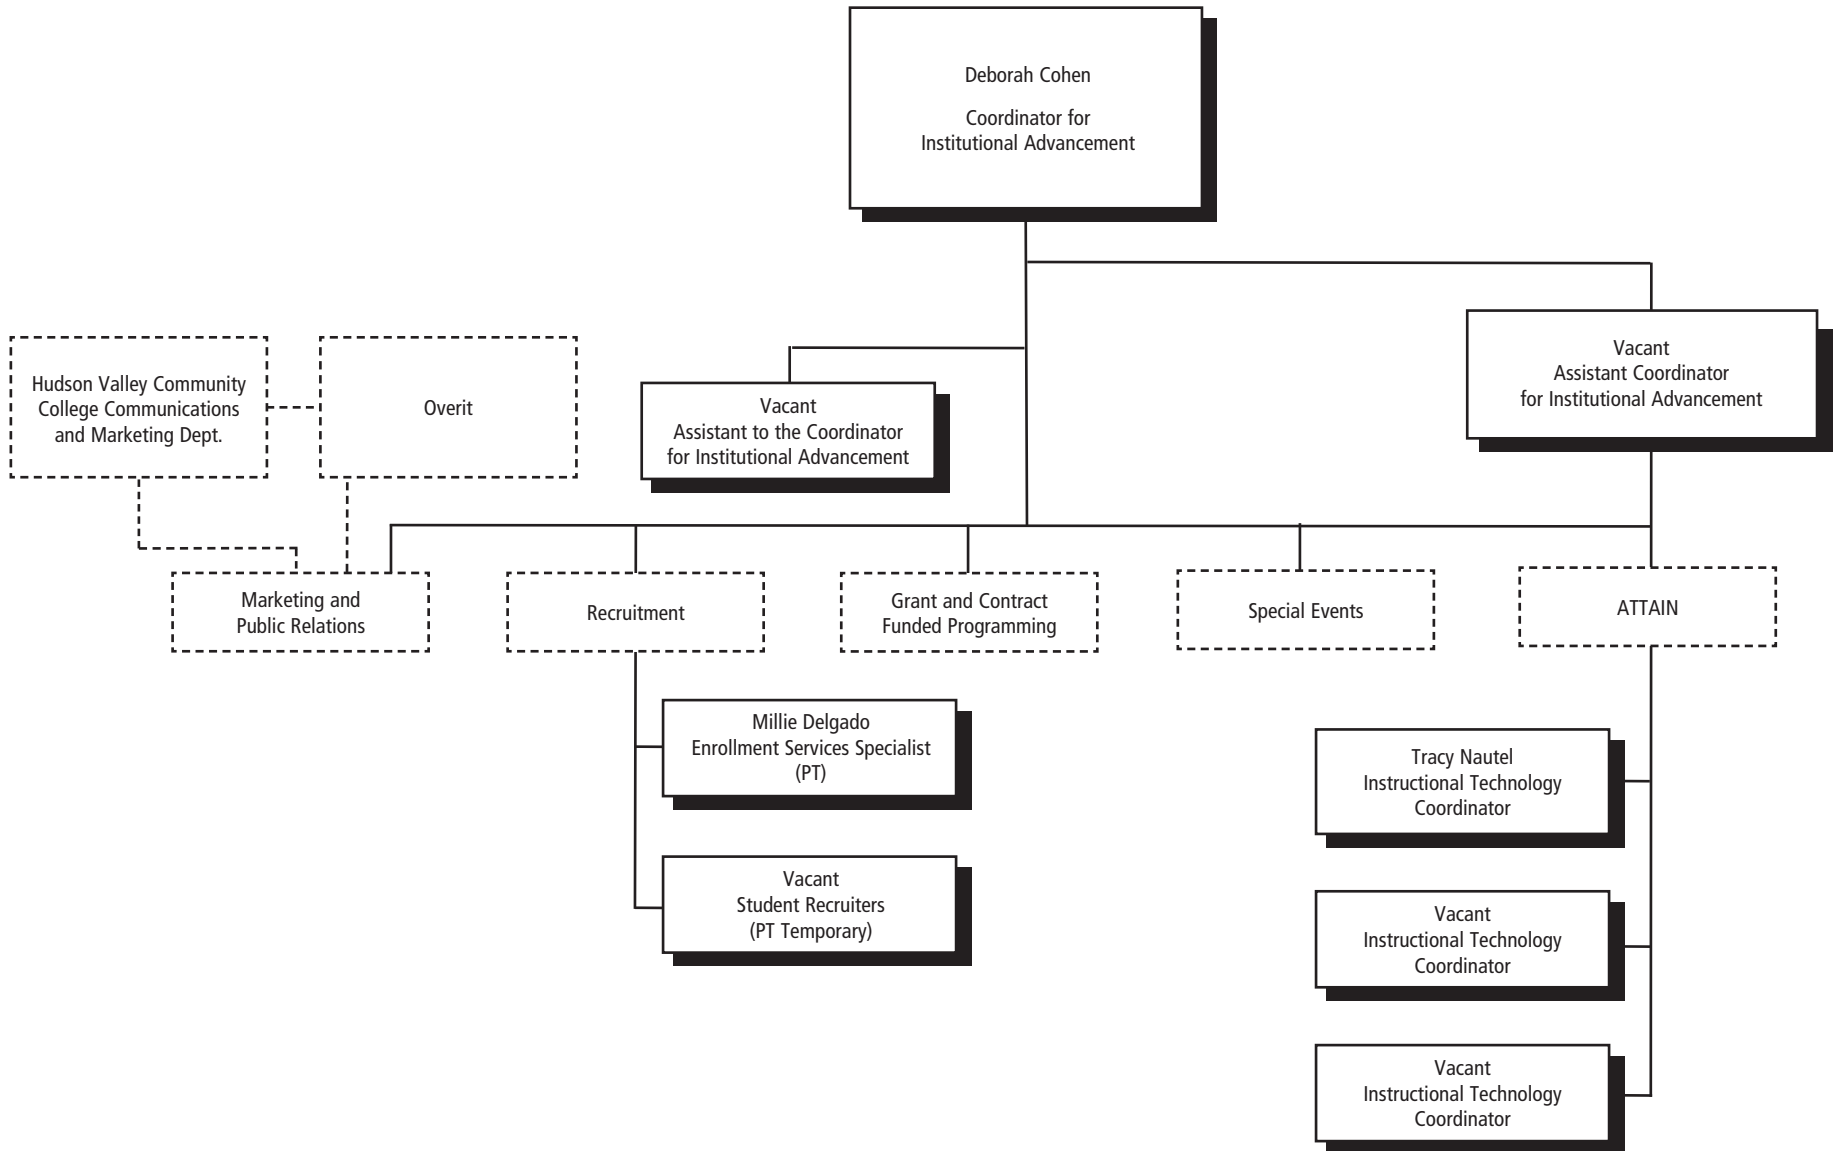 Deborah Cohen
Coordinator for
Institutional Advancement
Vacant
Assistant Coordinator
for Institutional Advancement
Hudson Valley Community
College Communications
and Marketing Dept.
Overit
Vacant
Assistant to the Coordinator
for Institutional Advancement
Marketing and
Public Relations
Recruitment
Grant and Contract
Funded Programming
Special Events
ATTAIN
Millie Delgado
Enrollment Services Specialist
(PT)
Vacant
Student Recruiters
(PT Temporary)
Tracy Nautel
Instructional Technology
Coordinator
Vacant
Instructional Technology
Coordinator
Vacant
Instructional Technology
Coordinator